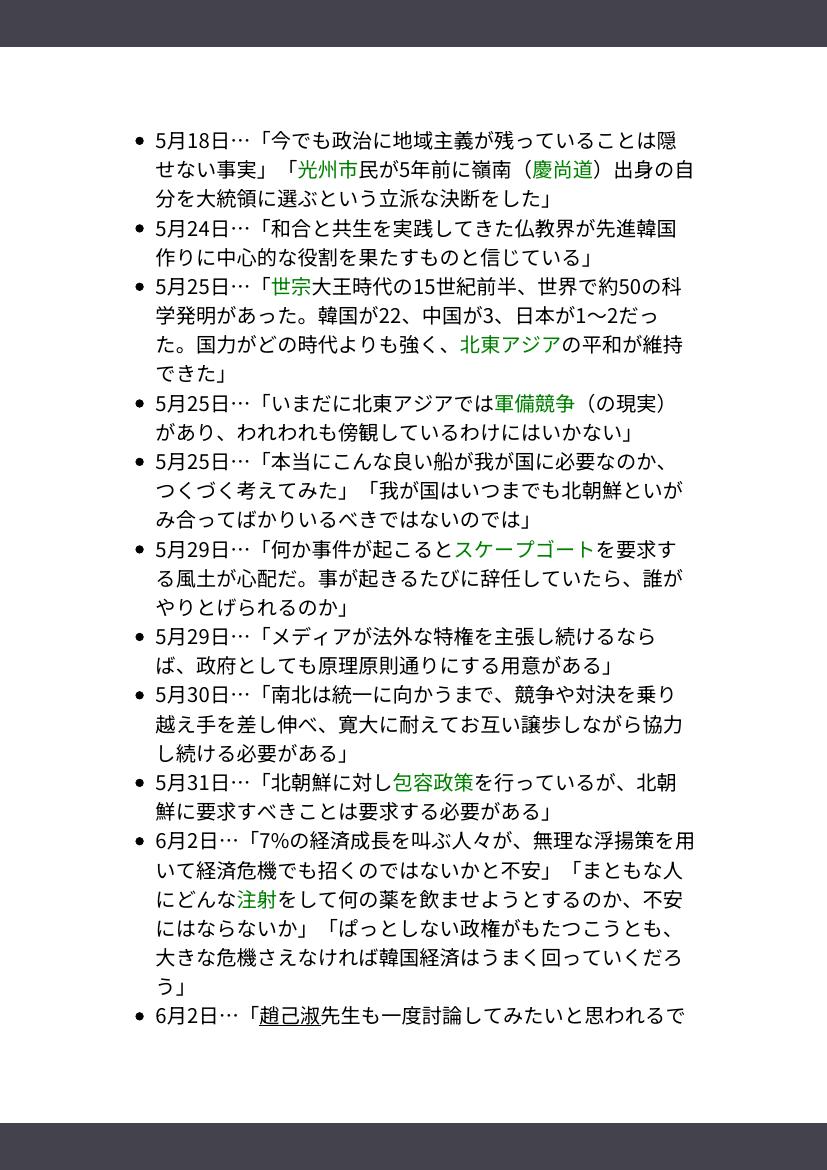 • 5月18日…「今でも政治に地域主義が残っていることは隠
せない事実」「光州市民が5年前に嶺南（慶尚道）出身の自
分を大統領に選ぶという立派な決断をした」
• 5月24日…「和合と共生を実践してきた仏教界が先進韓国
作りに中心的な役割を果たすものと信じている」
• 5月25日…「世宗大王時代の15世紀前半、世界で約50の科
学発明があった。韓国が22、中国が3、日本が1〜2だっ
た。国力がどの時代よりも強く、北東アジアの平和が維持
できた」
• 5月25日…「いまだに北東アジアでは軍備競争（の現実）
があり、われわれも傍観しているわけにはいかない」
• 5月25日…「本当にこんな良い船が我が国に必要なのか、
つくづく考えてみた」「我が国はいつまでも北朝鮮といが
み合ってばかりいるべきではないのでは」
• 5月29日…「何か事件が起こるとスケープゴートを要求す
る風土が心配だ。事が起きるたびに辞任していたら、誰が
やりとげられるのか」
• 5月29日…「メディアが法外な特権を主張し続けるなら
ば、政府としても原理原則通りにする用意がある」
• 5月30日…「南北は統一に向かうまで、競争や対決を乗り
越え手を差し伸べ、寛大に耐えてお互い譲歩しながら協力
し続ける必要がある」
• 5月31日…「北朝鮮に対し包容政策を行っているが、北朝
鮮に要求すべきことは要求する必要がある」
• 6月2日…「7%の経済成長を叫ぶ人々が、無理な浮揚策を用
いて経済危機でも招くのではないかと不安」「まともな人
にどんな注射をして何の薬を飲ませようとするのか、不安
にはならないか」「ぱっとしない政権がもたつこうとも、
大きな危機さえなければ韓国経済はうまく回っていくだろ
う」
• 6月2日…「趙己淑先生も一度討論してみたいと思われるで